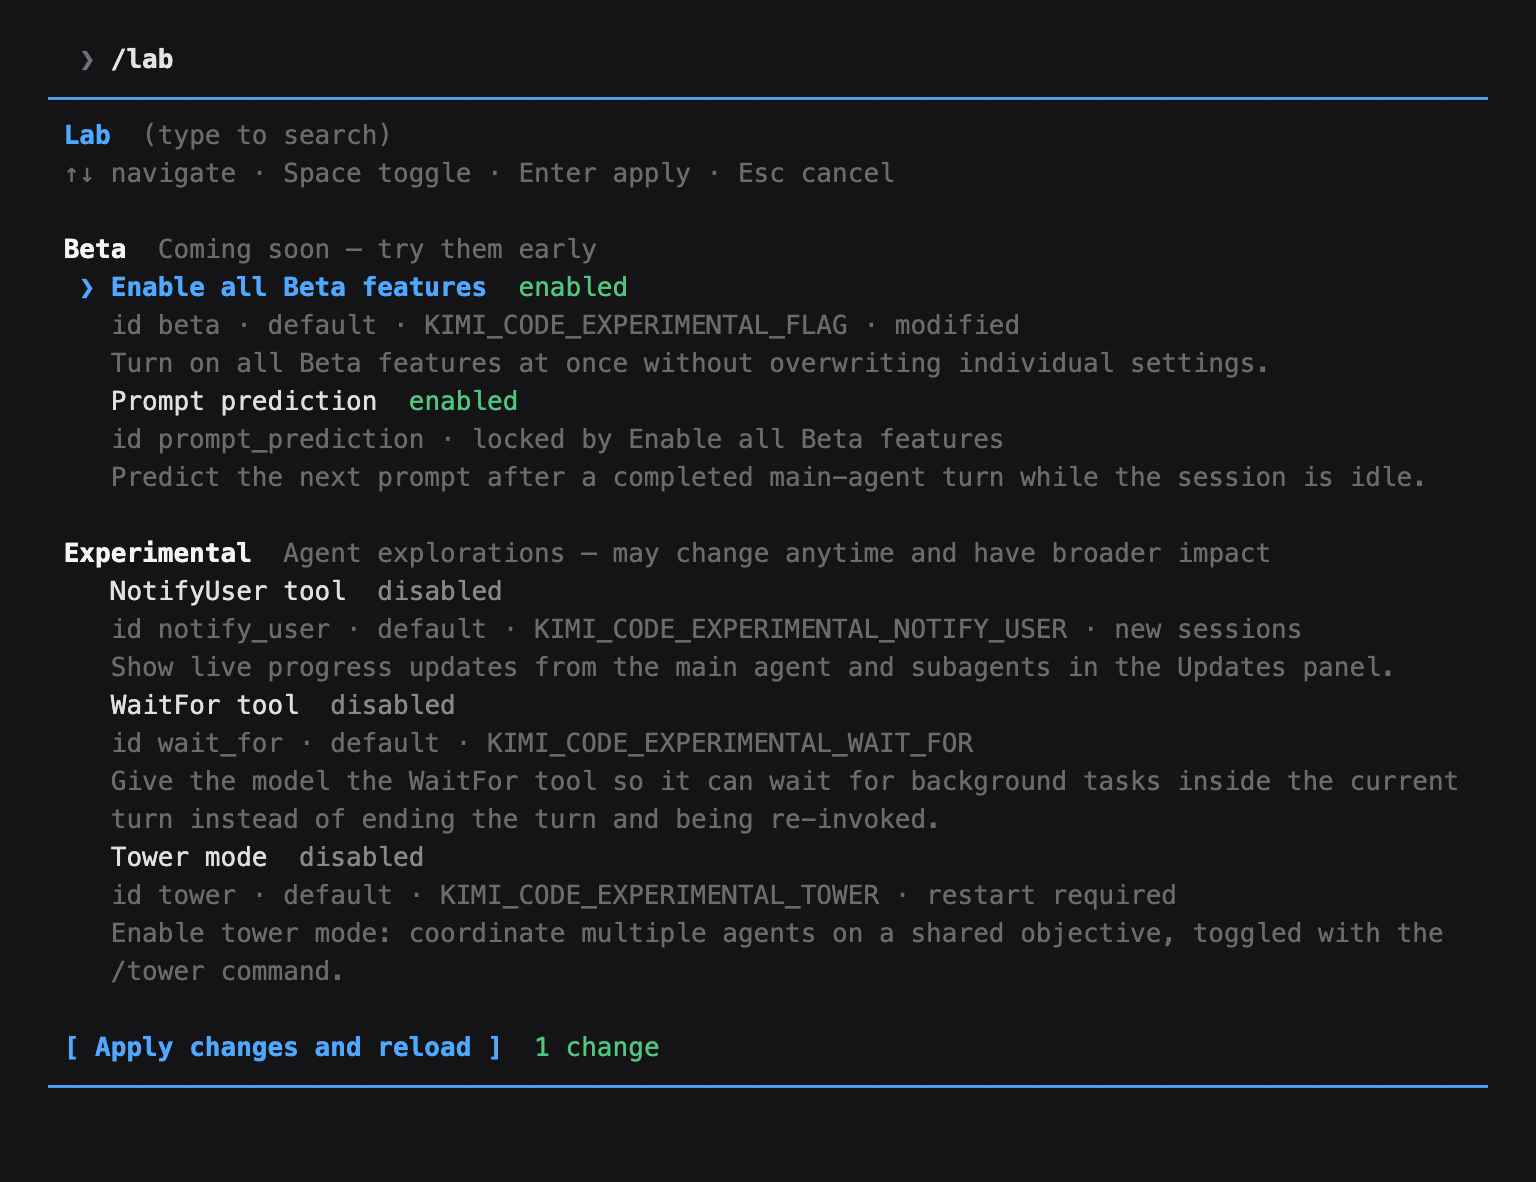 ❯ /lab
Lab  (type to search)
↑↓ navigate · Space toggle · Enter apply · Esc cancel
Beta  Coming soon — try them early
❯ Enable all Beta features  enabled
id beta · default · KIMI_CODE_EXPERIMENTAL_FLAG · modified
Turn on all Beta features at once without overwriting individual settings.
Prompt prediction  enabled
id prompt_prediction · locked by Enable all Beta features
Predict the next prompt after a completed main-agent turn while the session is idle.
Experimental  Agent explorations — may change anytime and have broader impact
NotifyUser tool  disabled
id notify_user · default · KIMI_CODE_EXPERIMENTAL_NOTIFY_USER · new sessions
Show live progress updates from the main agent and subagents in the Updates panel.
WaitFor tool  disabled
id wait_for · default · KIMI_CODE_EXPERIMENTAL_WAIT_FOR
Give the model the WaitFor tool so it can wait for background tasks inside the current
turn instead of ending the turn and being re-invoked.
Tower mode  disabled
id tower · default · KIMI_CODE_EXPERIMENTAL_TOWER · restart required
Enable tower mode: coordinate multiple agents on a shared objective, toggled with the
/tower command.
[ Apply changes and reload ]  1 change